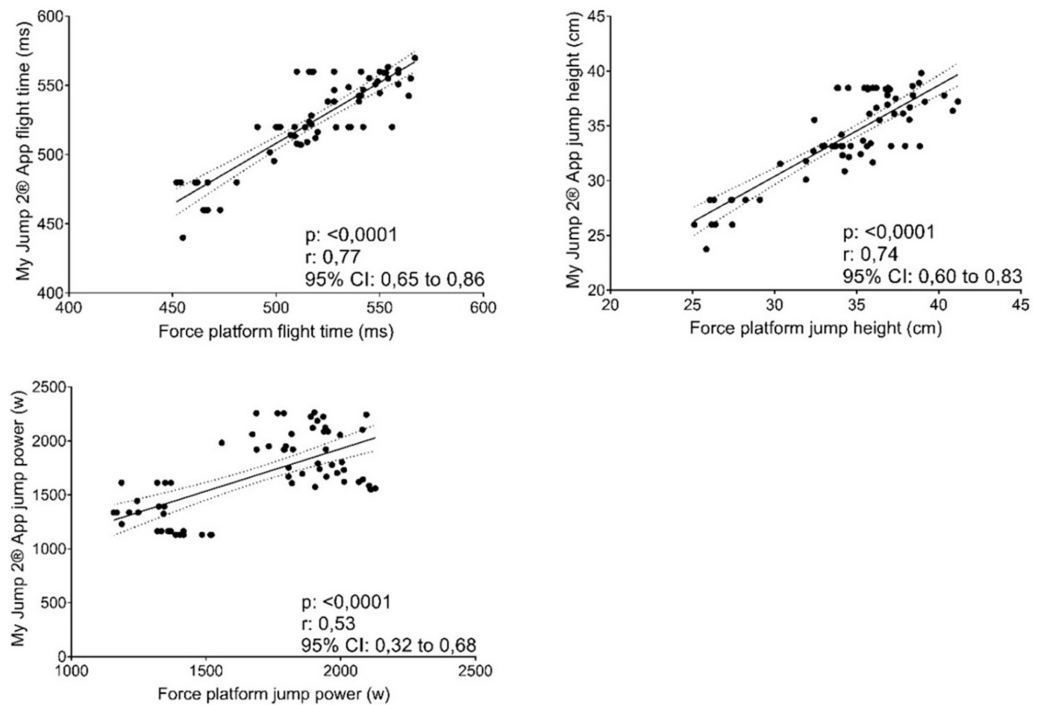 My Jump 2® App flight time (ms)
600
550
500
450
400
400 450 500 550 600
p: <0,0001
r: 0,77
95% CI: 0,65 to 0,86
Force platform flight time (ms)
My Jump 2® App jump height (cm)
45
40
35
30
25
20
20 25 30 35 40 45
p: <0,0001
r: 0,74
95% CI: 0,60 to 0,83
Force platform jump height (cm)
My Jump 2® App jump power (w)
2500
2000
1500
1000
500
0
1000 1500 2000 2500
p: <0,0001
r: 0,53
95% CI: 0,32 to 0,68
Force platform jump power (w)